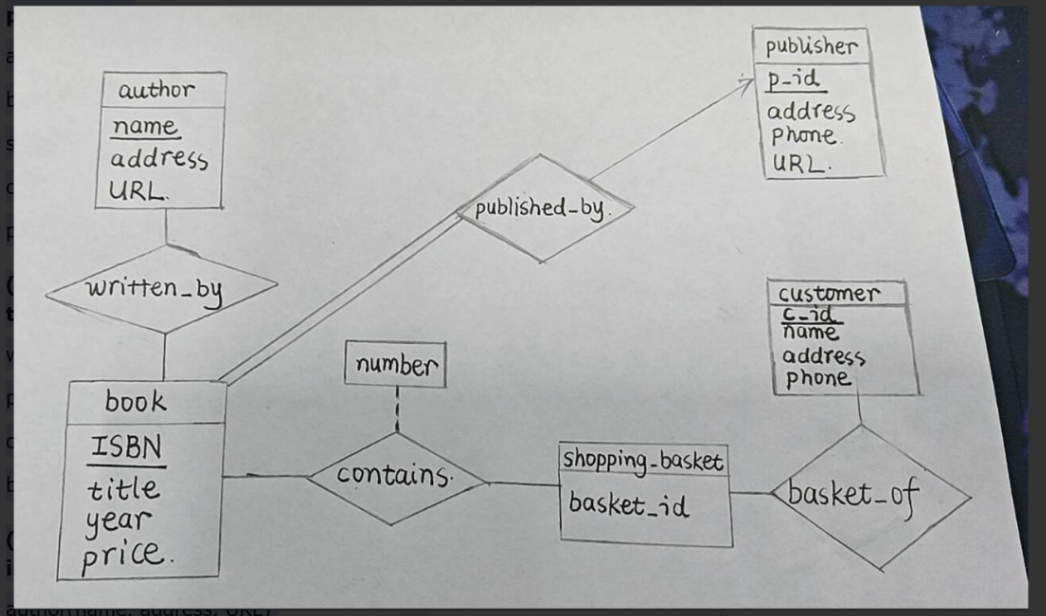 author
name
address
URL.
written_by
book
ISBN
title
year
price.
published_by.
publisher
p_id
address
phone.
URL.
number
contains.
shopping_basket
basket_id
basket_of
customer
c_id
name
address
phone